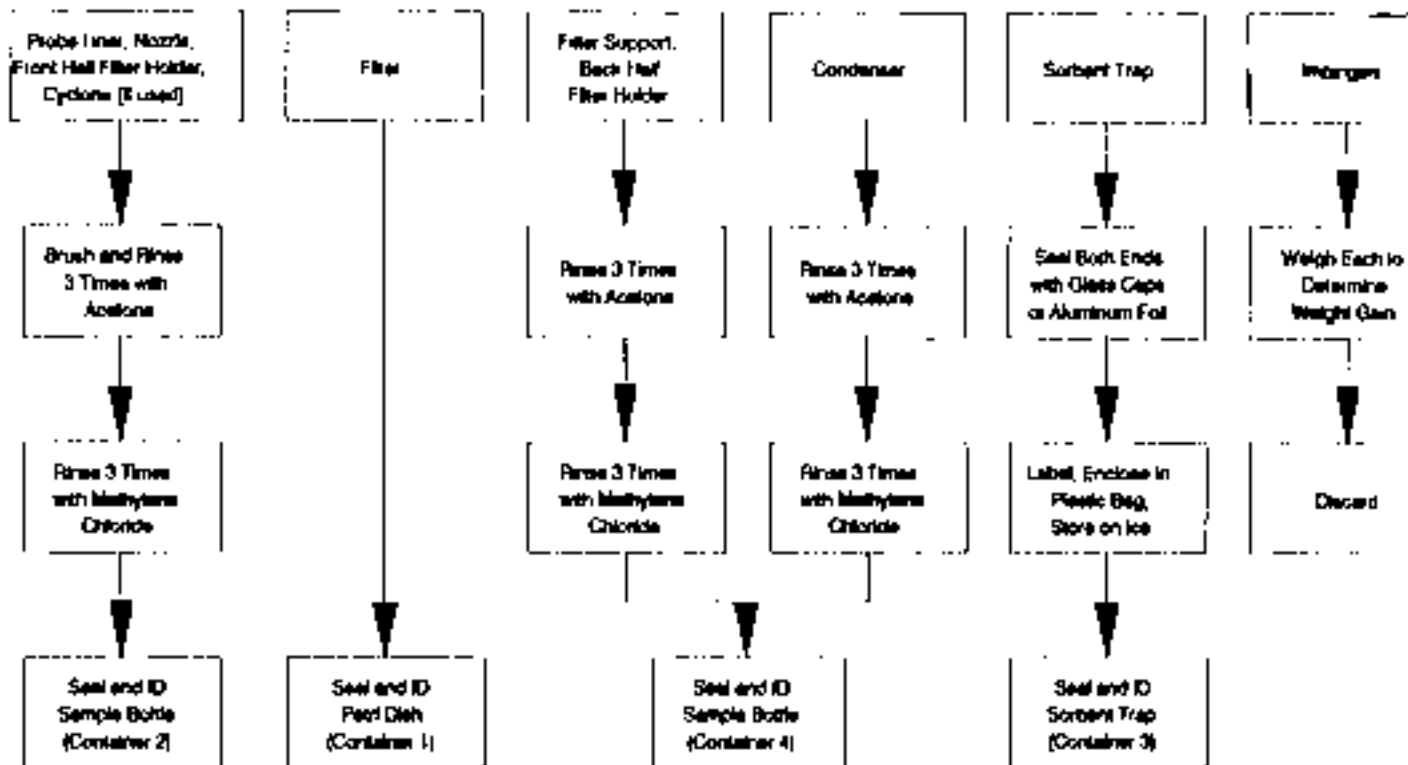 Probe Liner, Nozzle,
Front Half Filter Holder,
Cyclone [if used]
Filter
Filter Support,
Back Half
Filter Holder
Condenser
Sorbent Trap
Impingers
Brush and Rinse
3 Times with
Acetone
Rinse 3 Times
with Acetone
Rinse 3 Times
with Acetone
Seal Both Ends
with Glass Caps
or Aluminum Foil
Weigh Each to
Determine
Weight Gain
Rinse 3 Times
with Methylene
Chloride
Rinse 3 Times
with Methylene
Chloride
Rinse 3 Times
with Methylene
Chloride
Label, Enclose in
Plastic Bag,
Store on Ice
Discard
Seal and ID
Sample Bottle
(Container 2)
Seal and ID
Petri Dish
(Container 1)
Seal and ID
Sample Bottle
(Container 4)
Seal and ID
Sorbent Trap
(Container 3)